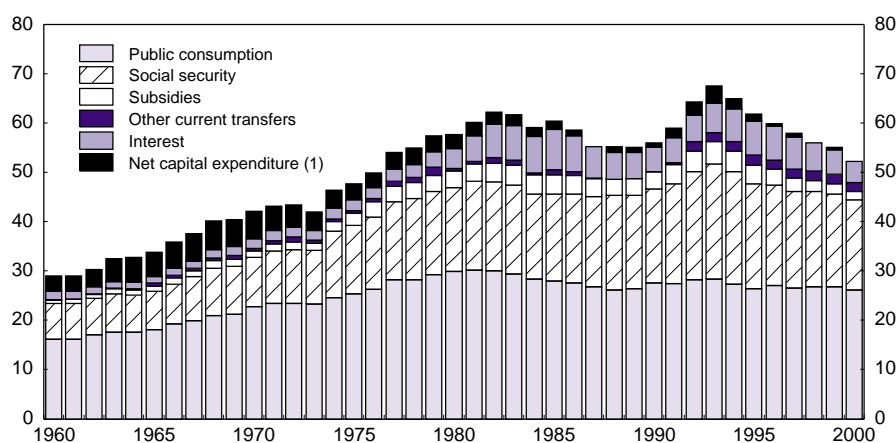 80 80
70 70
60 60
50 50
40 40
30 30
20 20
10 10
0 0
Public consumption
Social security
Subsidies
Other current transfers
Interest
Net capital expenditure (1)
1960 1965 1970 1975 1980 1985 1990 1995 2000